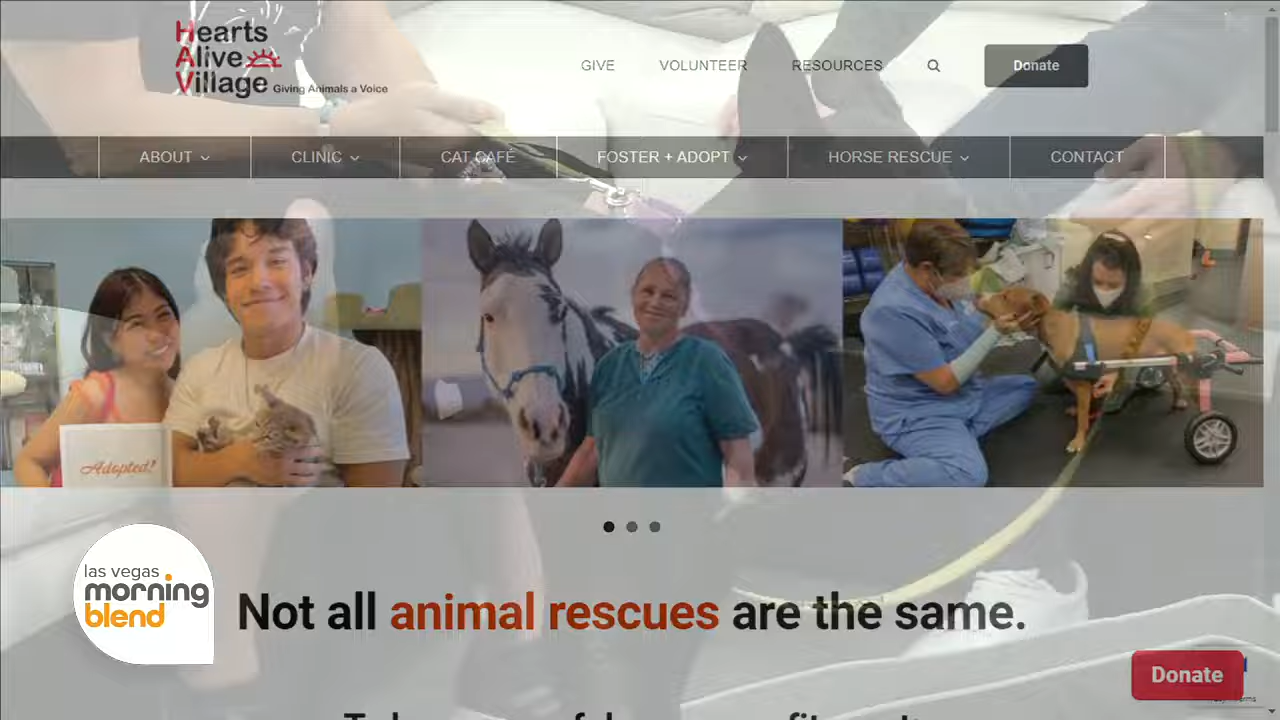 Hearts
Alive
Village Giving Animals a Voice
GIVE VOLUNTEER RESOURCES Donate
ABOUT CLINIC CAT CAFÉ FOSTER + ADOPT HORSE RESCUE CONTACT
Adopted!
las vegas
morning
blend
Not all animal rescues are the same.
Donate